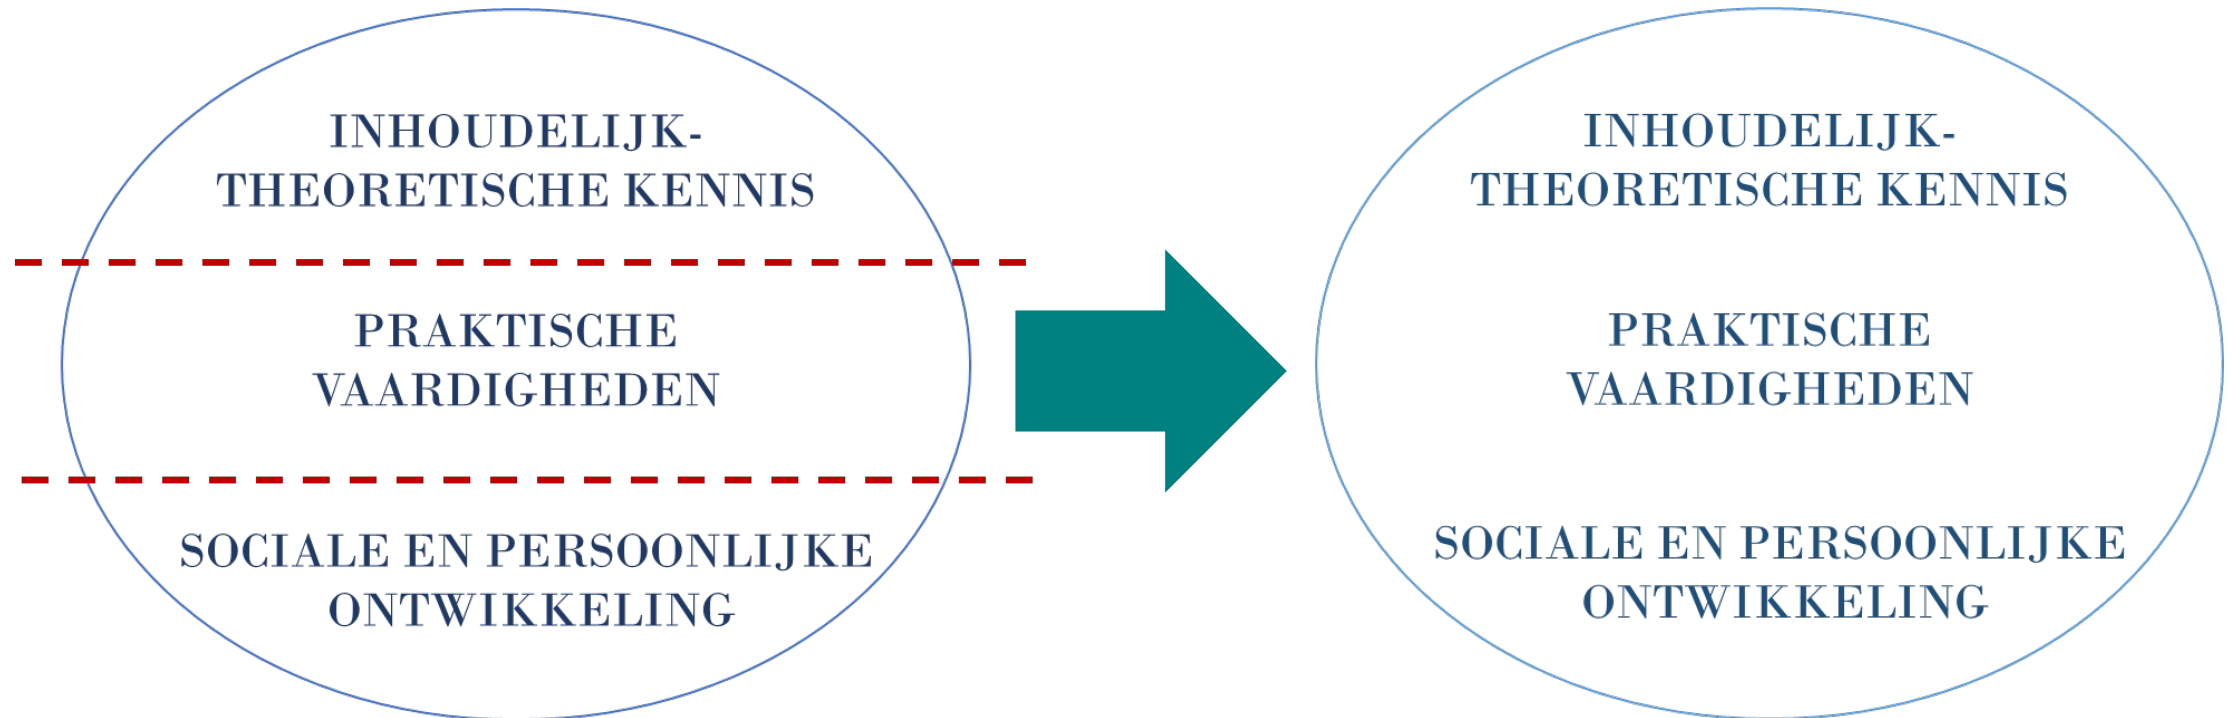 INHOUDELIJK-
THEORETISCHE KENNIS
PRAKTISCHE
VAARDIGHEDEN
SOCIALE EN PERSOONLIJKE
ONTWIKKELING
INHOUDELIJK-
THEORETISCHE KENNIS
PRAKTISCHE
VAARDIGHEDEN
SOCIALE EN PERSOONLIJKE
ONTWIKKELING